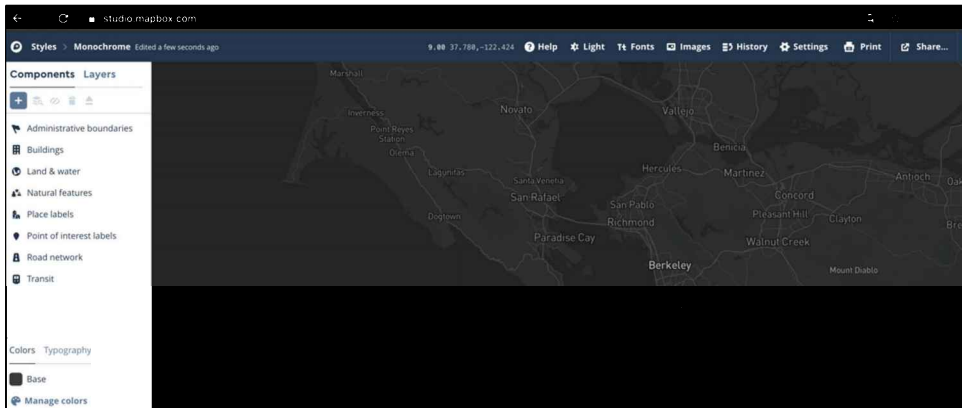 studio.mapbox.com
Styles > Monochrome Edited a few seconds ago
9.00 37.780,-122.424 Help Light Tt Fonts Images History Settings Print Share...
Components Layers
Administrative boundaries
Buildings
Land & water
Natural features
Place labels
Point of interest labels
Road network
Transit
Marshall
Inverness
Novato
Vallejo
Point Reyes
Station
Olema
Benicia
Lagunitas
Santa Venetia
Hercules
Martinez
Antioch
Oak
San Rafael
San Pablo
Concord
Dogtown
Richmond
Pleasant Hill
Clayton
Bre
Paradise Cay
Walnut Creek
Berkeley
Mount Diablo
Colors Typography
Base
Manage colors